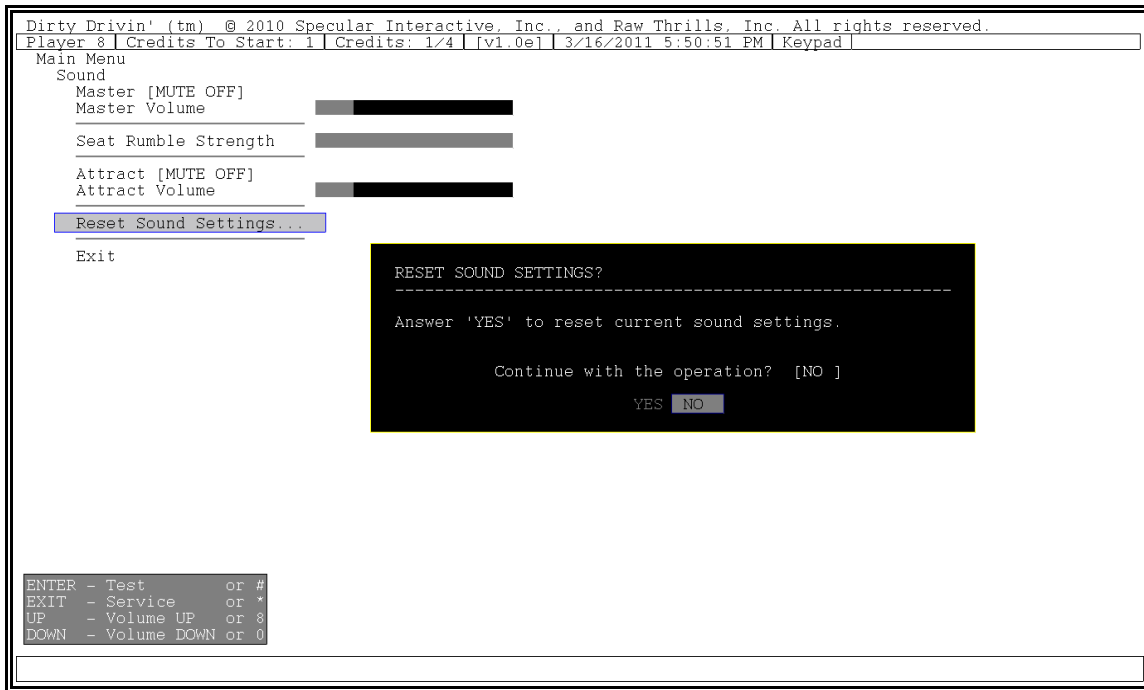 Dirty Drivin' (tm) © 2010 Specular Interactive, Inc., and Raw Thrills, Inc. All rights reserved.
Player 8 | Credits To Start: 1 | Credits: 1/4 | [v1.0e] | 3/16/2011 5:50:51 PM | Keypad |
Main Menu
Sound
Master [MUTE OFF]
Master Volume
Seat Rumble Strength
Attract [MUTE OFF]
Attract Volume
Reset Sound Settings...
Exit
RESET SOUND SETTINGS?
--------------------------------------------------------
Answer 'YES' to reset current sound settings.
Continue with the operation? [NO ]
YES NO
ENTER - Test or #
EXIT - Service or *
UP - Volume UP or 8
DOWN - Volume DOWN or 0